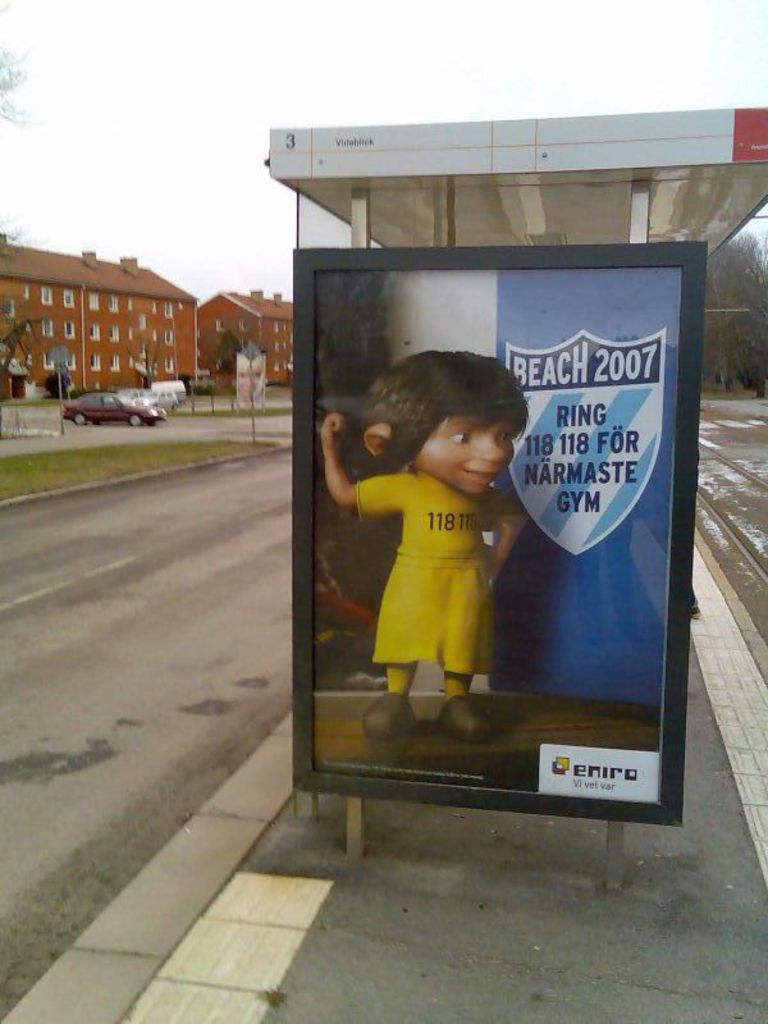 3 Videblick
BEACH 2007
RING
118 118 FÖR
NÄRMASTE
GYM
118 118
eniro
Vi vet var